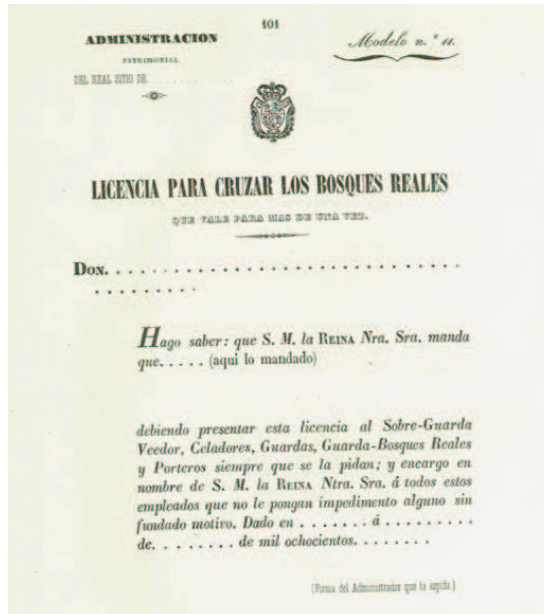 101
ADMINISTRACION
Modelo n.º 11.
PATRIMONIAL
DEL REAL SITIO DE . . . . . . . . . . . .
LICENCIA PARA CRUZAR LOS BOSQUES REALES
QUE VALE PARA MAS DE UNA VEZ.
DON. . . . . . . . . . . . . . . . . . . . . . . . . . . . . . . . .
. . . . . . . . .
Hago saber: que S. M. la REINA Nra. Sra. manda
que. . . . . (aqui lo mandado)
debiendo presentar esta licencia al Sobre-Guarda
Veedor, Celadores, Guardas, Guarda-Bosques Reales
y Porteros siempre que se la pidan; y encargo en
nombre de S. M. la REINA Ntra. Sra. á todos estos
empleados que no le pongan impedimento alguno sin
fundado motivo. Dado en . . . . . . . á . . . . . . . . .
de. . . . . . . . de mil ochocientos. . . . . . . .
(Firma del Administrador que la espida.)